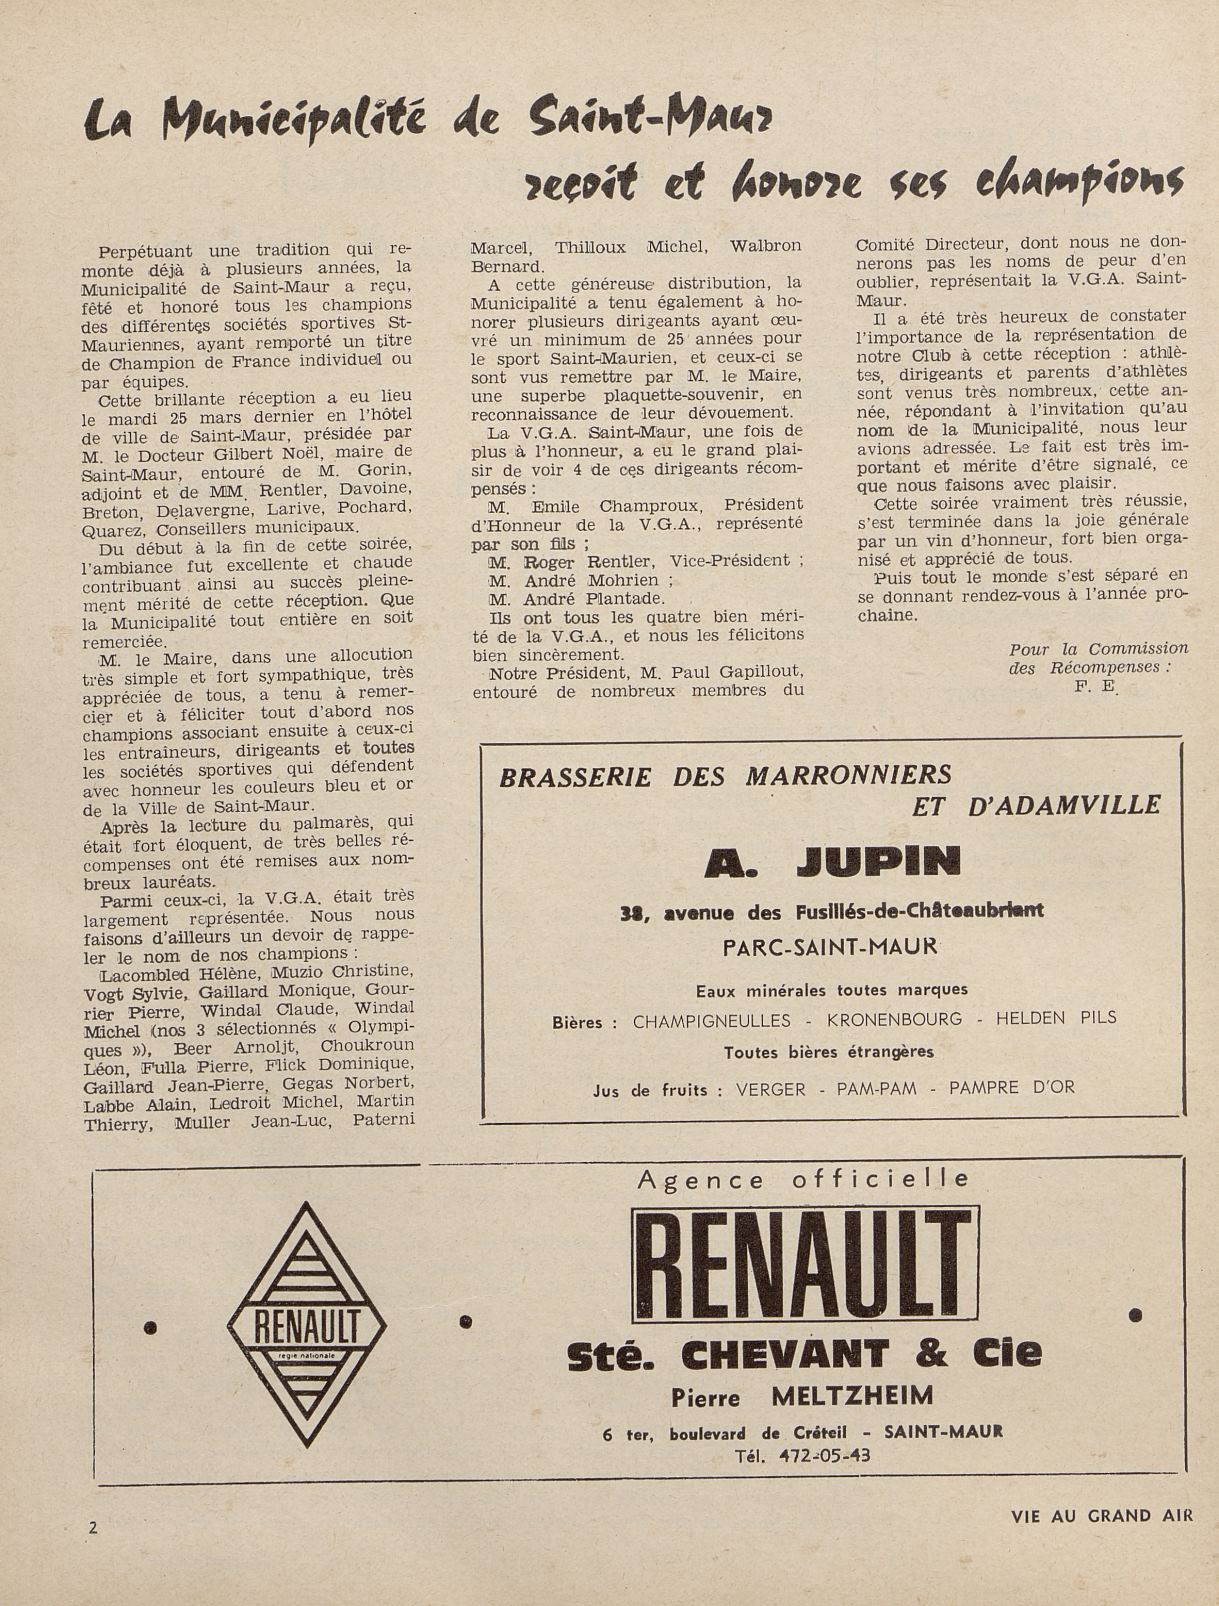 La Municipalité de Saint-Maur
reçoit et honore ses champions
Perpétuant une tradition qui re-
monte déjà à plusieurs années, la
Municipalité de Saint-Maur a reçu,
fêté et honoré tous les champions
des différentes sociétés sportives St-
Mauriennes, ayant remporté un titre
de Champion de France individuel ou
par équipes.
Cette brillante réception a eu lieu
le mardi 25 mars dernier en l'hôtel
de ville de Saint-Maur, présidée par
M. le Docteur Gilbert Noël, maire de
Saint-Maur, entouré de M. Gorin,
adjoint et de MM. Rentler, Davoine,
Breton, Delavergne, Larive, Pochard,
Quarez, Conseillers municipaux.
Du début à la fin de cette soirée,
l'ambiance fut excellente et chaude
contribuant ainsi au succès pleine-
ment mérité de cette réception. Que
la Municipalité tout entière en soit
remerciée.
M. le Maire, dans une allocution
très simple et fort sympathique, très
appréciée de tous, a tenu à remer-
cier et à féliciter tout d'abord nos
champions associant ensuite à ceux-ci
les entraîneurs, dirigeants et toutes
les sociétés sportives qui défendent
avec honneur les couleurs bleu et or
de la Ville de Saint-Maur.
Après la lecture du palmarès, qui
était fort éloquent, de très belles ré-
compenses ont été remises aux nom-
breux lauréats.
Parmi ceux-ci, la V.G.A. était très
largement représentée. Nous nous
faisons d'ailleurs un devoir de rappe-
ler le nom de nos champions :
Lacombled Hélène, Muzio Christine,
Vogt Sylvie, Gaillard Monique, Gour-
rier Pierre, Windal Claude, Windal
Michel (nos 3 sélectionnés « Olympi-
ques »), Beer Arnoljt, Choukroun
Léon, Fulla Pierre, Flick Dominique,
Gaillard Jean-Pierre, Gegas Norbert,
Labbe Alain, Ledroit Michel, Martin
Thierry, Muller Jean-Luc, Paterni
Marcel, Thilloux Michel, Walbron
Bernard.
A cette généreuse distribution, la
Municipalité a tenu également à ho-
norer plusieurs dirigeants ayant œu-
vré un minimum de 25 années pour
le sport Saint-Maurien, et ceux-ci se
sont vus remettre par M. le Maire,
une superbe plaquette-souvenir, en
reconnaissance de leur dévouement.
La V.G.A. Saint-Maur, une fois de
plus à l'honneur, a eu le grand plai-
sir de voir 4 de ces dirigeants récom-
pensés :
M. Emile Champroux, Président
d'Honneur de la V.G.A., représenté
par son fils ;
M. Roger Rentler, Vice-Président ;
M. André Mohrien ;
M. André Plantade.
Ils ont tous les quatre bien méri-
té de la V.G.A., et nous les félicitons
bien sincèrement.
Notre Président, M. Paul Gapillout,
entouré de nombreux membres du
Comité Directeur, dont nous ne don-
nerons pas les noms de peur d'en
oublier, représentait la V.G.A. Saint-
Maur.
Il a été très heureux de constater
l'importance de la représentation de
notre Club à cette réception : athlè-
tes, dirigeants et parents d'athlètes
sont venus très nombreux, cette an-
née, répondant à l'invitation qu'au
nom de la Municipalité, nous leur
avions adressée. Le fait est très im-
portant et mérite d'être signalé, ce
que nous faisons avec plaisir.
Cette soirée vraiment très réussie,
s'est terminée dans la joie générale
par un vin d'honneur, fort bien orga-
nisé et apprécié de tous.
Puis tout le monde s'est séparé en
se donnant rendez-vous à l'année pro-
chaine.
Pour la Commission
des Récompenses :
F. E.
BRASSERIE DES MARRONNIERS
ET D'ADAMVILLE
A. JUPIN
38, avenue des Fusillés-de-Châteaubriant
PARC-SAINT-MAUR
Eaux minérales toutes marques
Bières : CHAMPIGNEULLES - KRONENBOURG - HELDEN PILS
Toutes bières étrangères
Jus de fruits : VERGER - PAM-PAM - PAMPRE D'OR
RENAULT
regie nationale
Agence officielle
RENAULT
Sté. CHEVANT & Cie
Pierre MELTZHEIM
6 ter, boulevard de Créteil - SAINT-MAUR
Tél. 472-05-43
2
VIE AU GRAND AIR